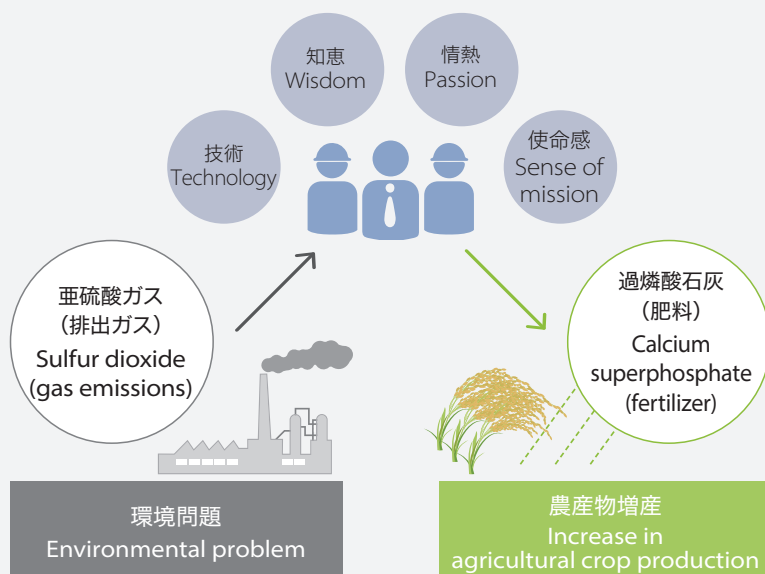 知恵
Wisdom
情熱
Passion
技術
Technology
使命感
Sense of
mission
亜硫酸ガス
（排出ガス）
Sulfur dioxide
(gas emissions)
過燐酸石灰
（肥料）
Calcium
superphosphate
(fertilizer)
環境問題
Environmental problem
農産物増産
Increase in
agricultural crop production